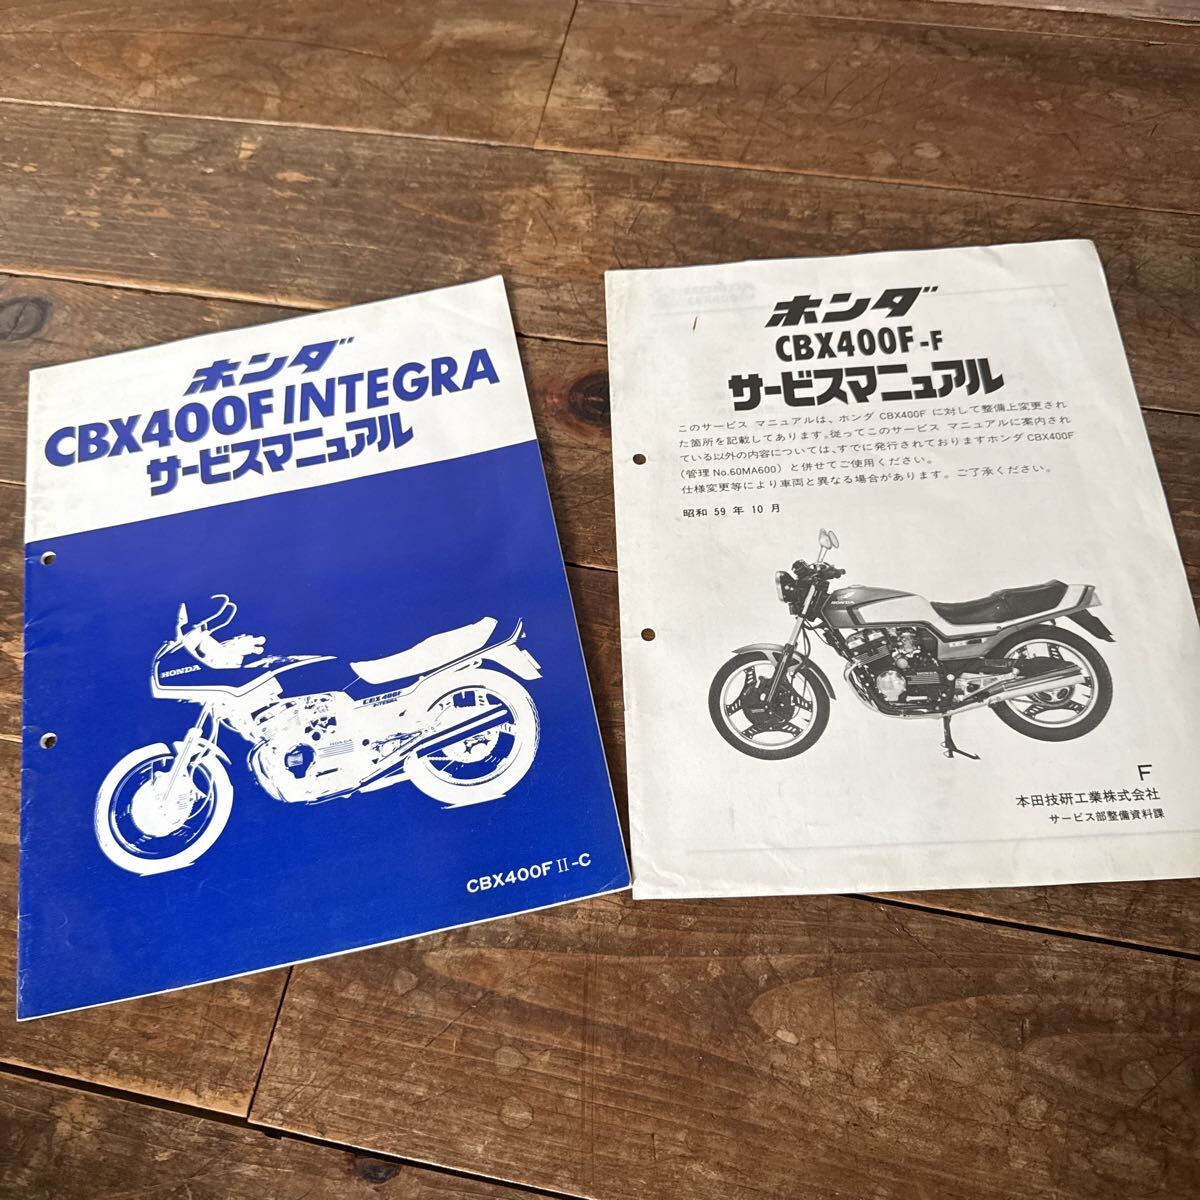 ホンダ
CBX400F INTEGRA
サービスマニュアル
HONDA
CBX400F
INTEGRA
CBX400F II-C
ホンダ
CBX400F-F
サービスマニュアル
このサービス マニュアルは、ホンダ CBX400F に対して整備上変更され
た箇所を記載してあります。従ってこのサービス マニュアルに案内され
ている以外の内容については、すでに発行されておりますホンダ CBX400F
(管理 No.60MA600) と併せてご使用ください。
仕様変更等により車両と異なる場合があります。ご了承ください。
昭和 59 年 10 月
HONDA
CBX
F
本田技研工業株式会社
サービス部整備資料課